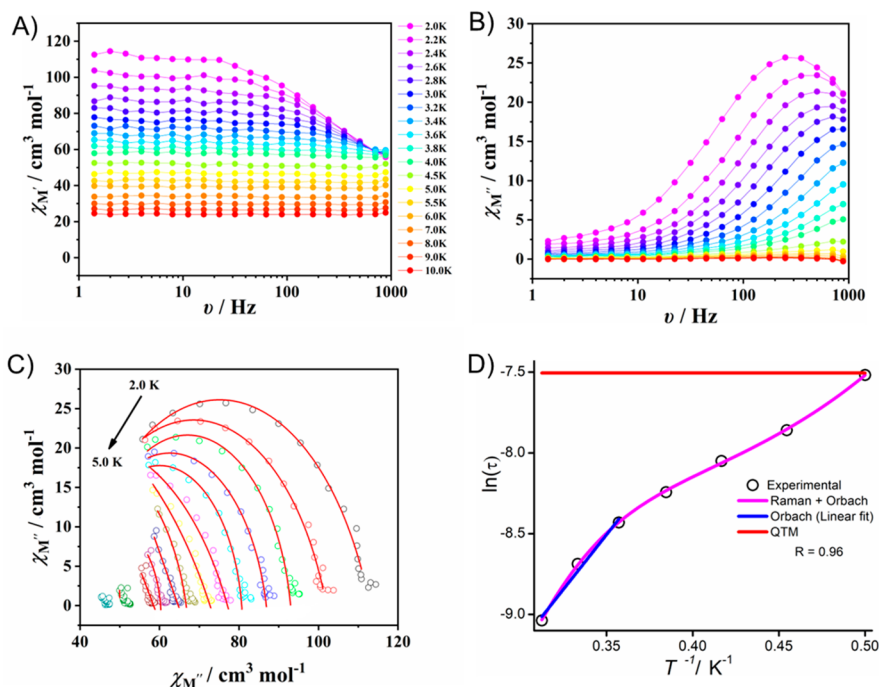 A)
χM′ / cm³ mol⁻¹
120
100
80
60
40
20
0
1
10
100
1000
υ / Hz
2.0K
2.2K
2.4K
2.6K
2.8K
3.0K
3.2K
3.4K
3.6K
3.8K
4.0K
4.5K
5.0K
5.5K
6.0K
7.0K
8.0K
9.0K
10.0K
B)
χM″ / cm³ mol⁻¹
30
25
20
15
10
5
0
1
10
100
1000
υ / Hz
C)
χM″ / cm³ mol⁻¹
30
25
20
15
10
5
0
2.0 K
5.0 K
40
60
80
100
120
χM″ / cm³ mol⁻¹
D)
ln(τ)
-7.5
-8.0
-8.5
-9.0
Experimental
Raman + Orbach
Orbach (Linear fit)
QTM
R = 0.96
0.35
0.40
0.45
0.50
T ⁻¹/ K⁻¹